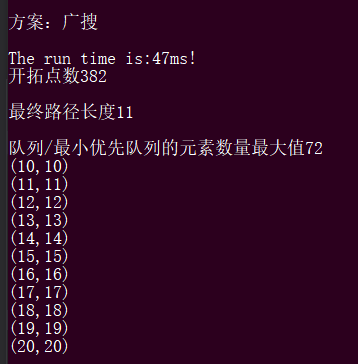 方案：广搜
The run time is:47ms!
开拓点数382
最终路径长度11
队列/最小优先队列的元素数量最大值72
(10,10)
(11,11)
(12,12)
(13,13)
(14,14)
(15,15)
(16,16)
(17,17)
(18,18)
(19,19)
(20,20)